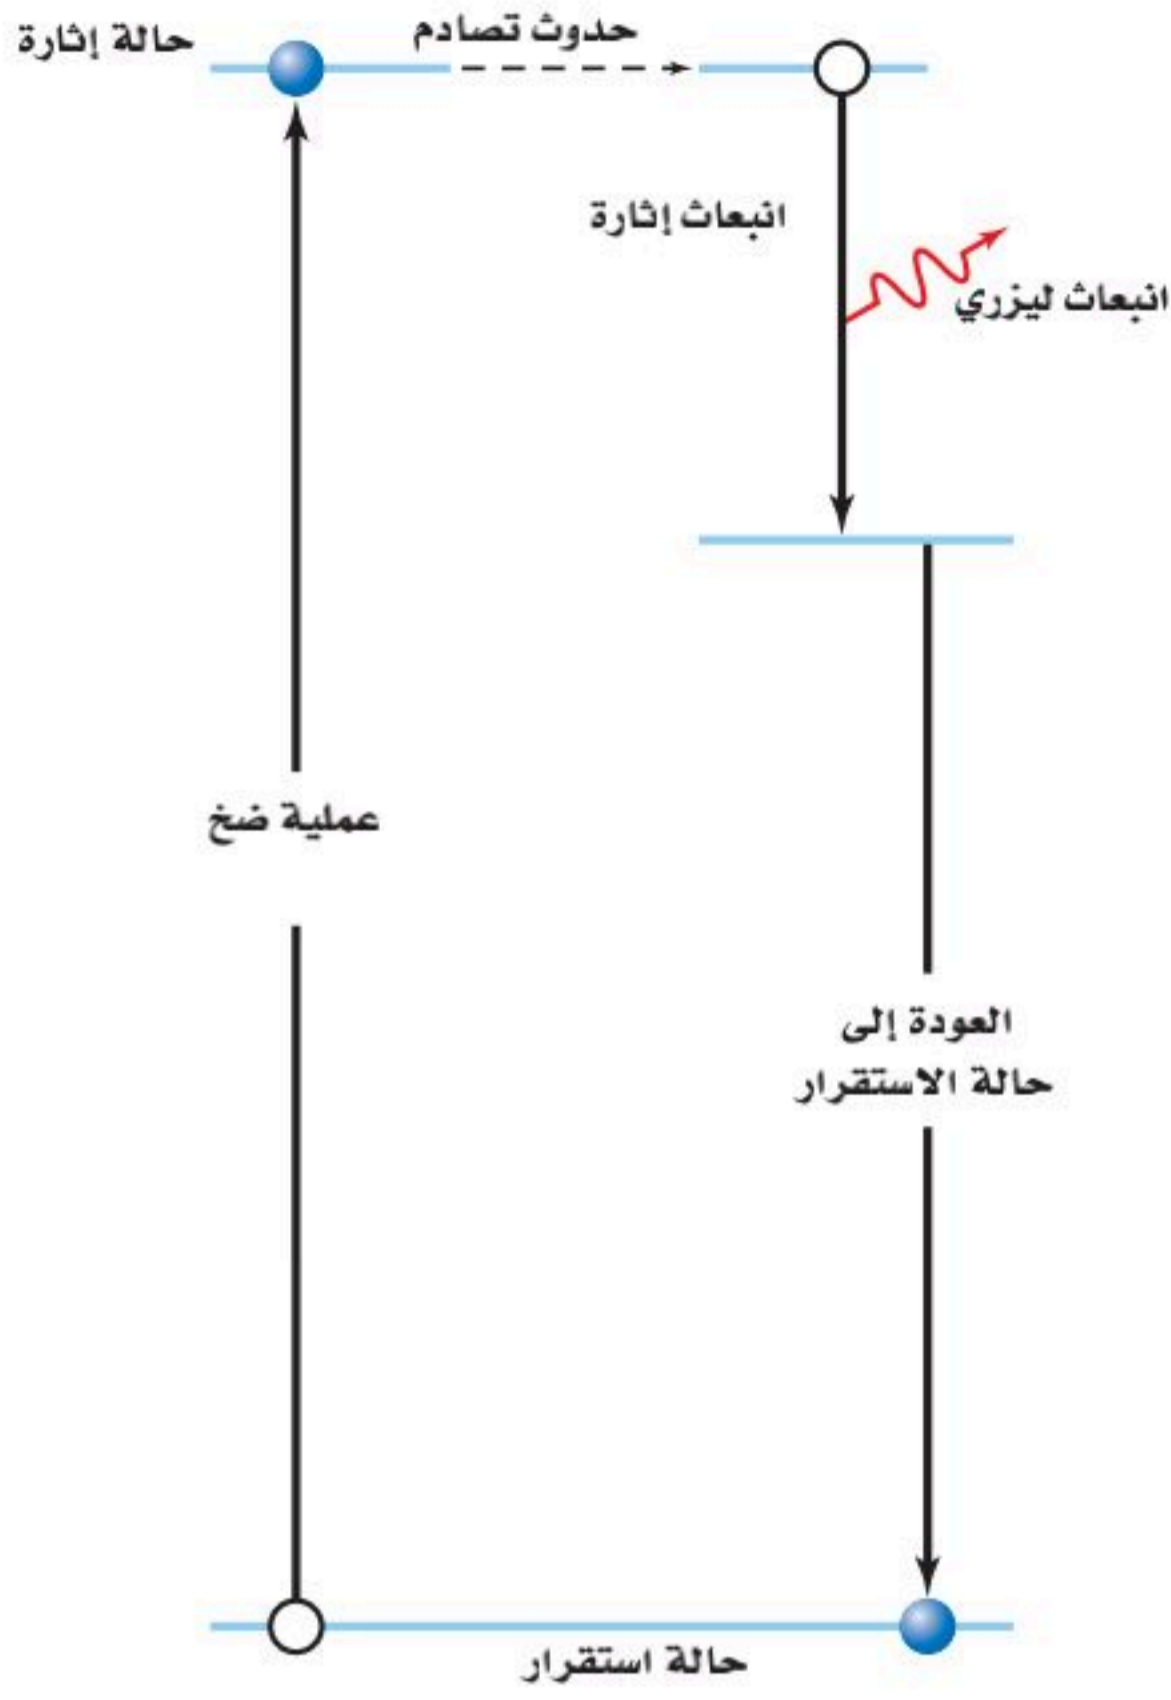 حالة إثارة
حدوث تصادم
انبعاث إثارة
انبعاث ليزري
عملية ضخ
العودة إلى
حالة الاستقرار
حالة استقرار